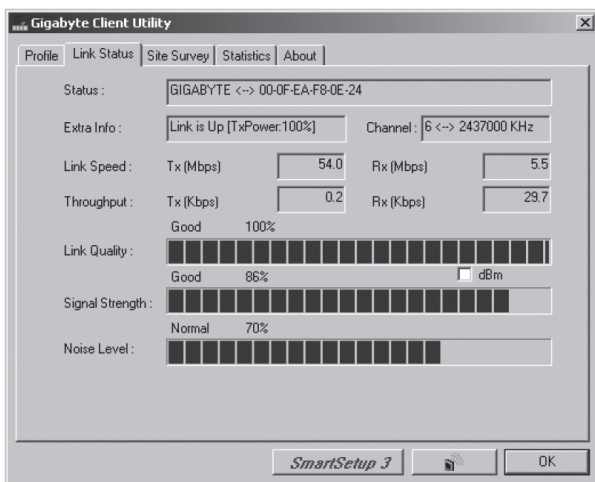 Gigabyte Client Utility
Profile Link Status Site Survey Statistics About
Status : GIGABYTE <--> 00-0F-EA-F8-0E-24
Extra Info : Link is Up [TxPower:100%] Channel : 6 <--> 2437000 KHz
Link Speed : Tx (Mbps) 54.0 Rx (Mbps) 5.5
Throughput : Tx (Kbps) 0.2 Rx (Kbps) 29.7
Good 100%
Link Quality :
Good 86% dBm
Signal Strength :
Normal 70%
Noise Level :
SmartSetup 3 OK